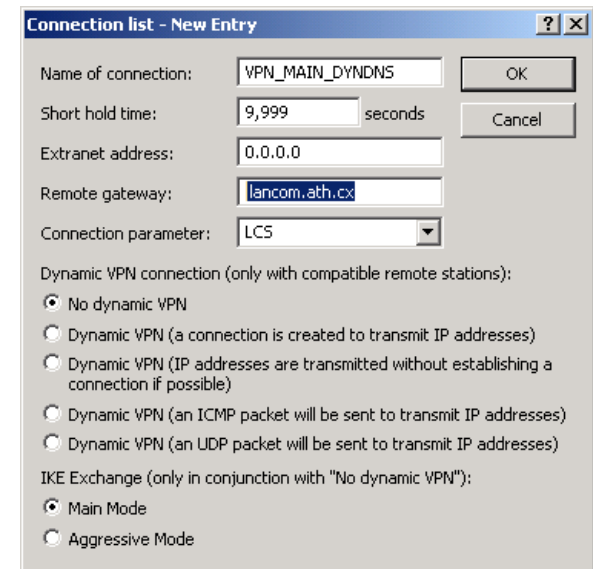 Connection list - New Entry
Name of connection: VPN_MAIN_DYNDNS OK
Short hold time: 9,999 seconds Cancel
Extranet address: 0.0.0.0
Remote gateway: lancom.ath.cx
Connection parameter: LCS
Dynamic VPN connection (only with compatible remote stations):
No dynamic VPN
Dynamic VPN (a connection is created to transmit IP addresses)
Dynamic VPN (IP addresses are transmitted without establishing a
connection if possible)
Dynamic VPN (an ICMP packet will be sent to transmit IP addresses)
Dynamic VPN (an UDP packet will be sent to transmit IP addresses)
IKE Exchange (only in conjunction with "No dynamic VPN"):
Main Mode
Aggressive Mode